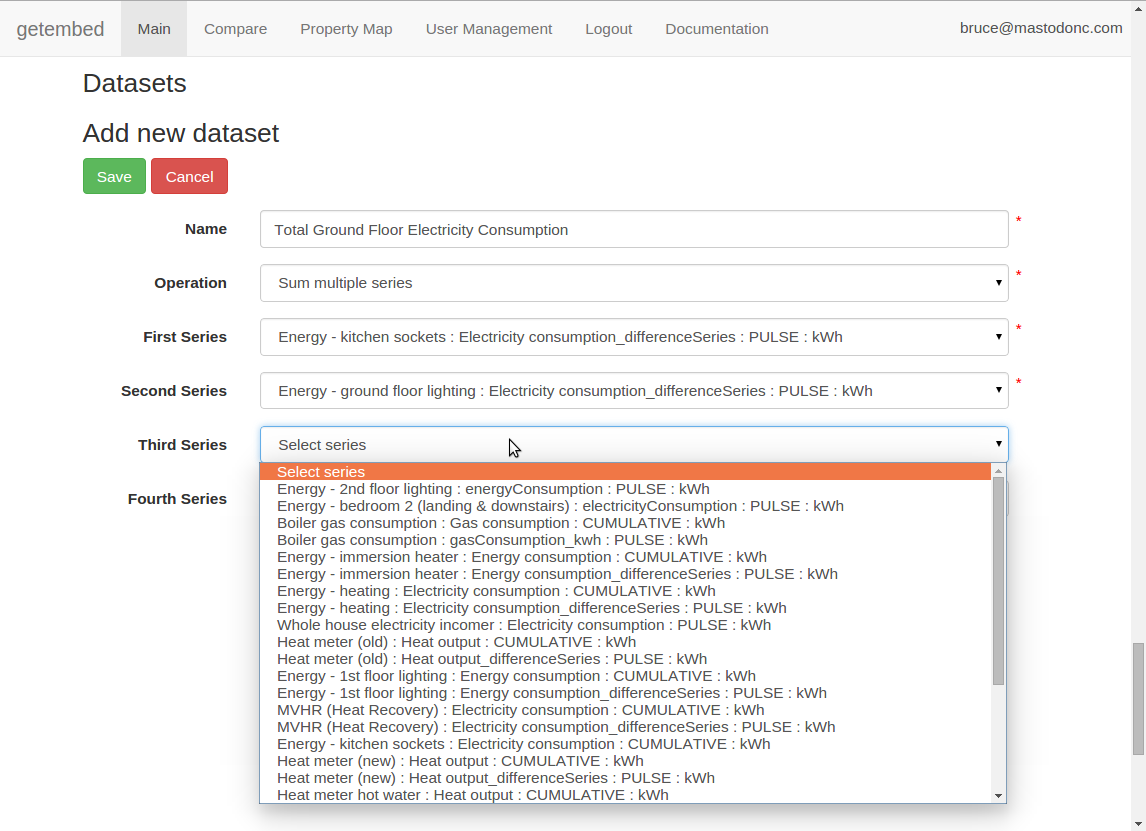 getembed Main Compare Property Map User Management Logout Documentation bruce@mastodonc.com
Datasets
Add new dataset
Save Cancel
Name Total Ground Floor Electricity Consumption *
Operation Sum multiple series *
First Series Energy - kitchen sockets : Electricity consumption_differenceSeries : PULSE : kWh *
Second Series Energy - ground floor lighting : Electricity consumption_differenceSeries : PULSE : kWh *
Third Series Select series
Select series
Energy - 2nd floor lighting : energyConsumption : PULSE : kWh
Fourth Series Energy - bedroom 2 (landing & downstairs) : electricityConsumption : PULSE : kWh
Boiler gas consumption : Gas consumption : CUMULATIVE : kWh
Boiler gas consumption : gasConsumption_kwh : PULSE : kWh
Energy - immersion heater : Energy consumption : CUMULATIVE : kWh
Energy - immersion heater : Energy consumption_differenceSeries : PULSE : kWh
Energy - heating : Electricity consumption : CUMULATIVE : kWh
Energy - heating : Electricity consumption_differenceSeries : PULSE : kWh
Whole house electricity incomer : Electricity consumption : PULSE : kWh
Heat meter (old) : Heat output : CUMULATIVE : kWh
Heat meter (old) : Heat output_differenceSeries : PULSE : kWh
Energy - 1st floor lighting : Energy consumption : CUMULATIVE : kWh
Energy - 1st floor lighting : Energy consumption_differenceSeries : PULSE : kWh
MVHR (Heat Recovery) : Electricity consumption : CUMULATIVE : kWh
MVHR (Heat Recovery) : Electricity consumption_differenceSeries : PULSE : kWh
Energy - kitchen sockets : Electricity consumption : CUMULATIVE : kWh
Heat meter (new) : Heat output : CUMULATIVE : kWh
Heat meter (new) : Heat output_differenceSeries : PULSE : kWh
Heat meter hot water : Heat output : CUMULATIVE : kWh